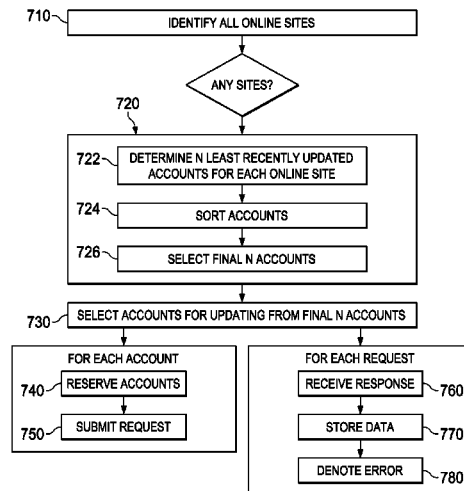 710
IDENTIFY ALL ONLINE SITES
ANY SITES?
720
722
DETERMINE N LEAST RECENTLY UPDATED
ACCOUNTS FOR EACH ONLINE SITE
724
SORT ACCOUNTS
726
SELECT FINAL N ACCOUNTS
730
SELECT ACCOUNTS FOR UPDATING FROM FINAL N ACCOUNTS
FOR EACH ACCOUNT
740
RESERVE ACCOUNTS
750
SUBMIT REQUEST
FOR EACH REQUEST
RECEIVE RESPONSE
760
STORE DATA
770
DENOTE ERROR
780